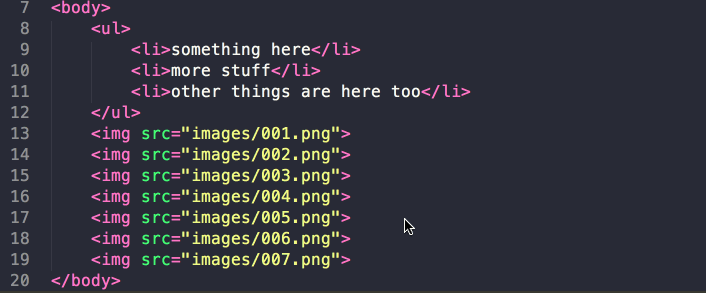 7 <body>
8     <ul>
9         <li>something here</li>
10         <li>more stuff</li>
11         <li>other things are here too</li>
12     </ul>
13     <img src="images/001.png">
14     <img src="images/002.png">
15     <img src="images/003.png">
16     <img src="images/004.png">
17     <img src="images/005.png">
18     <img src="images/006.png">
19     <img src="images/007.png">
20 </body>